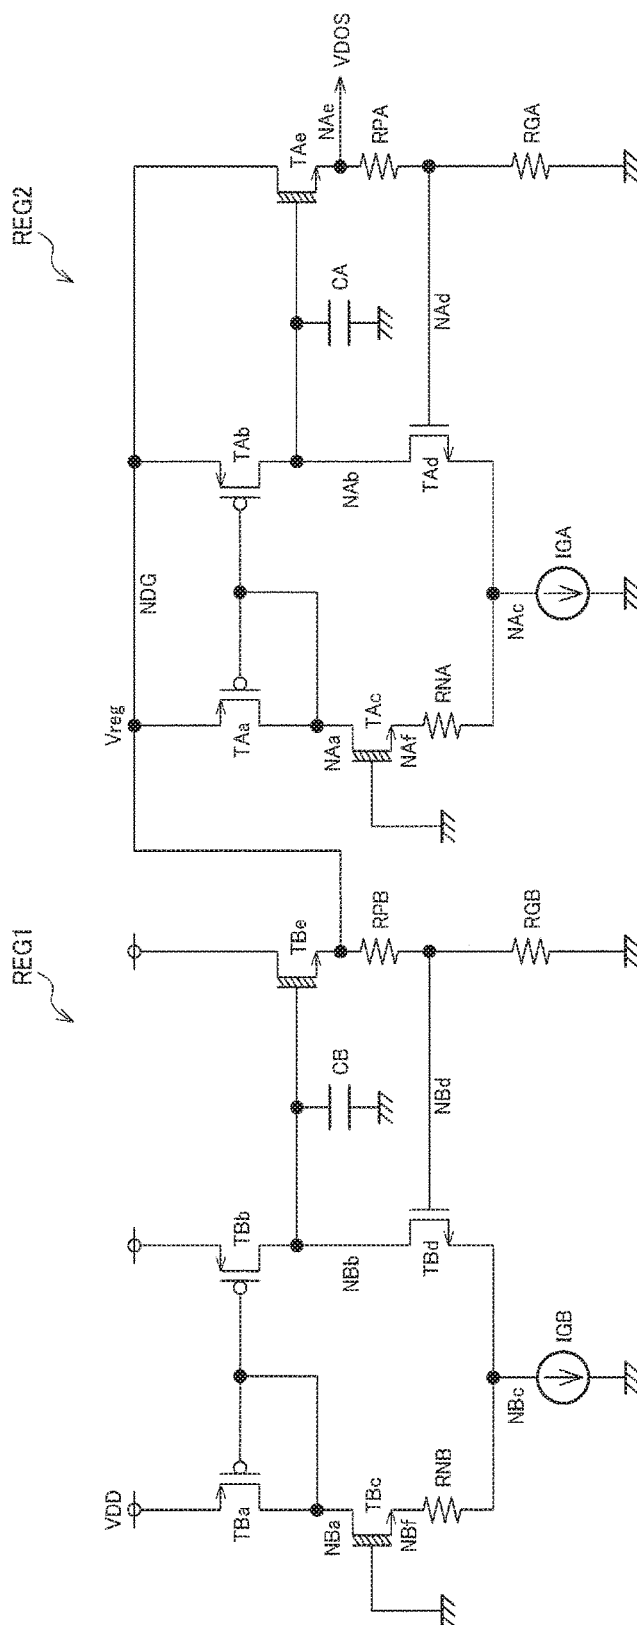 REG1
REG2
VDD
TBa
TBb
NBa
TBc
NBf
RNB
NBb
TBd
NBc
IGB
CB
NBd
TBe
RPB
RGB
Vreg
NDG
TAa
TAb
NAa
TAc
NAf
RNA
NAb
TAd
NAc
IGA
CA
NAd
TAe
NAe
VDOS
RPA
RGA